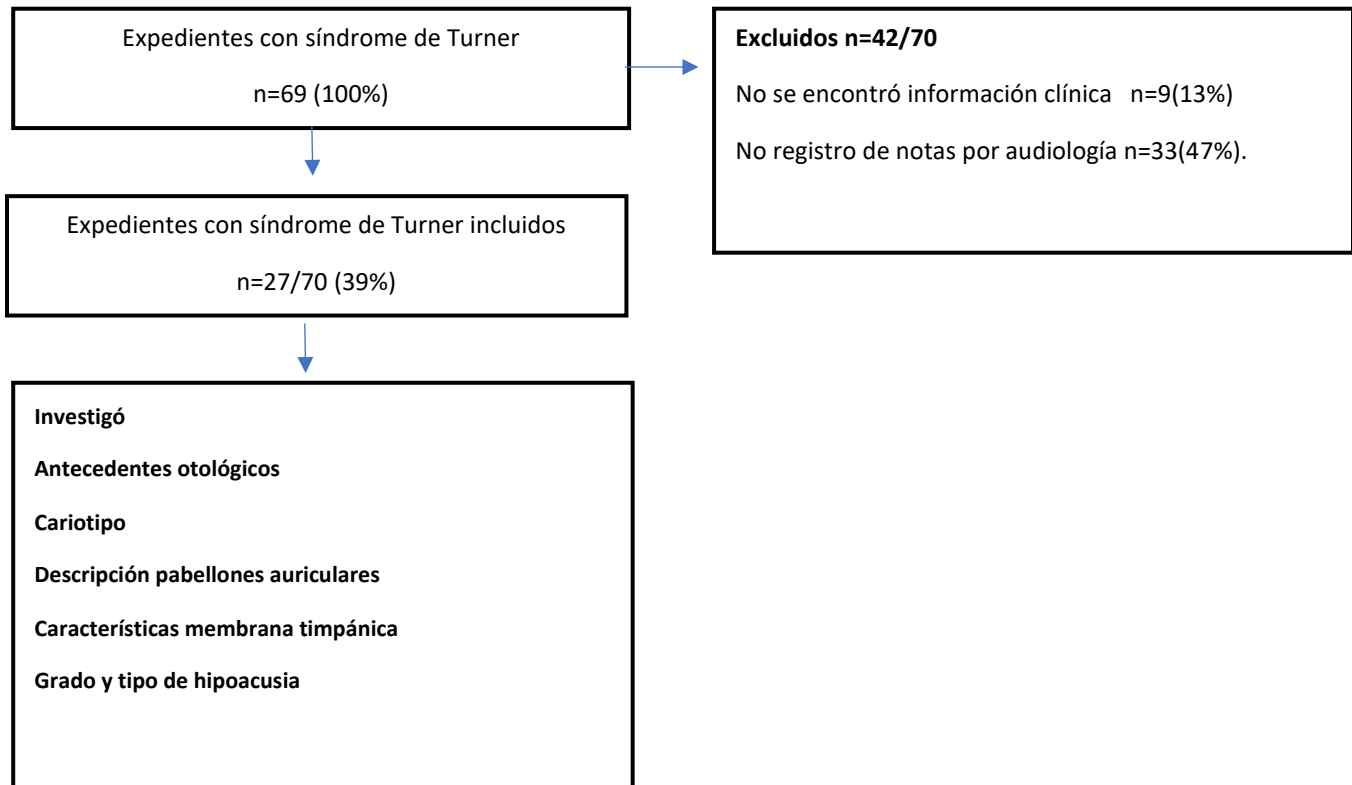 Expedientes con síndrome de Turner
n=69 (100%)
Excluidos n=42/70
No se encontró información clínica n=9(13%)
No registro de notas por audiología n=33(47%).
Expedientes con síndrome de Turner incluidos
n=27/70 (39%)
Investigó
Antecedentes otológicos
Cariotipo
Descripción pabellones auriculares
Características membrana timpánica
Grado y tipo de hipoacusia